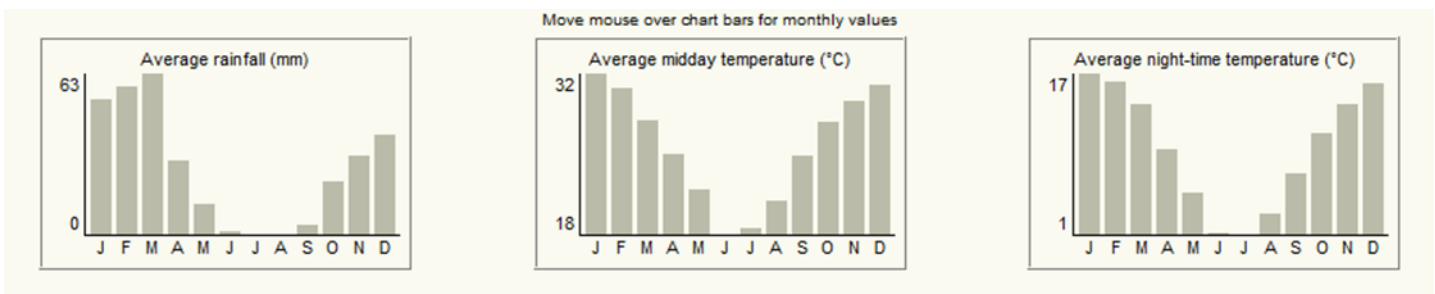 Move mouse over chart bars for monthly values
Average rainfall (mm)
63
0
J F M A M J J A S O N D
Average midday temperature (°C)
32
18
J F M A M J J A S O N D
Average night-time temperature (°C)
17
1
J F M A M J J A S O N D